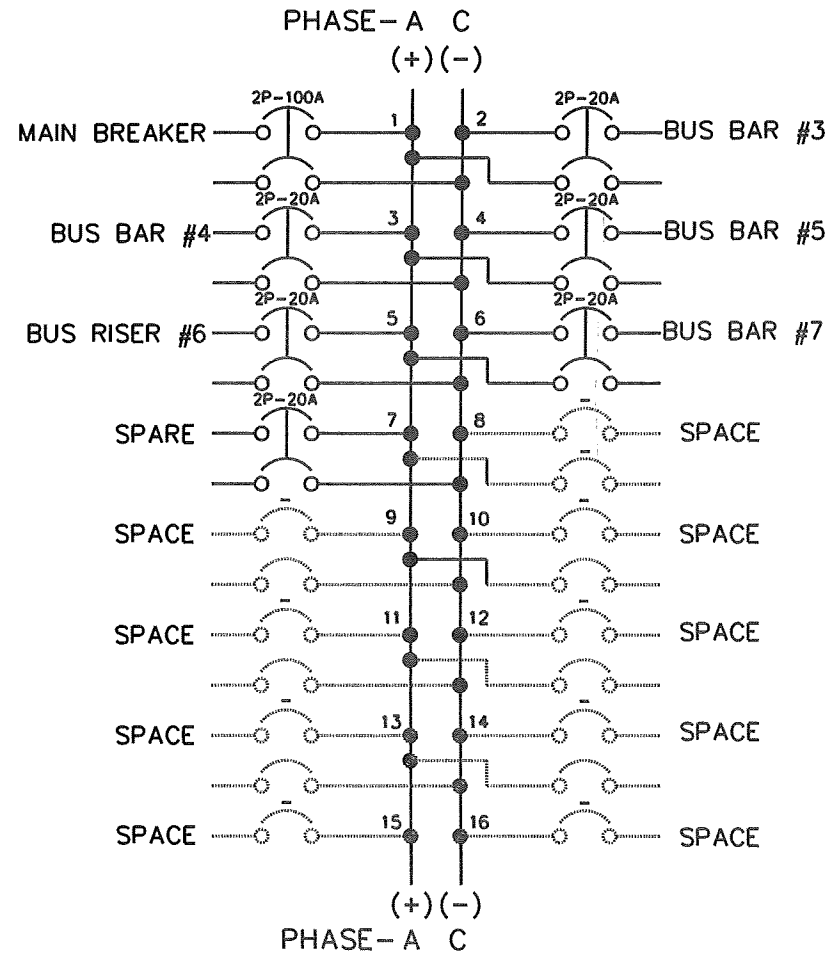 PHASE- A C
(+) (-)
2P-100A 2P-20A
MAIN BREAKER 1 2 BUS BAR #3
2P-20A 2P-20A
BUS BAR #4 3 4 BUS BAR #5
2P-20A 2P-20A
BUS RISER #6 5 6 BUS BAR #7
2P-20A -
SPARE 7 8 SPACE
- -
SPACE 9 10 SPACE
- -
SPACE 11 12 SPACE
- -
SPACE 13 14 SPACE
- -
SPACE 15 16 SPACE
(+) (-)
PHASE- A C